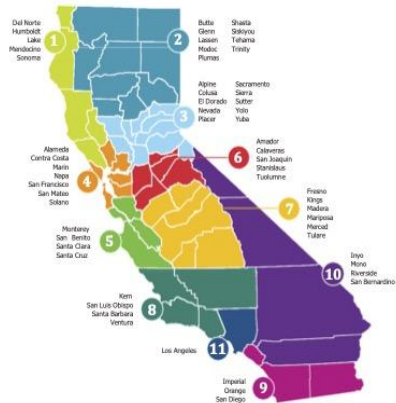 Del Norte
Humboldt
Lake
Mendocino
Sonoma
1
2
Butte Shasta
Glenn Siskiyou
Lassen Tehama
Modoc Trinity
Plumas
3
Alpine Sacramento
Colusa Sierra
El Dorado Sutter
Nevada Yolo
Placer Yuba
Alameda
Contra Costa
Marin
Napa
San Francisco
San Mateo
Solano
4
6
Amador
Calaveras
San Joaquin
Stanislaus
Tuolumne
7
Fresno
Kings
Madera
Mariposa
Merced
Tulare
Monterey
San Benito
Santa Clara
Santa Cruz
5
10
Inyo
Mono
Riverside
San Bernardino
Kern
San Luis Obispo
Santa Barbara
Ventura
8
Los Angeles
11
Imperial
Orange
San Diego
9